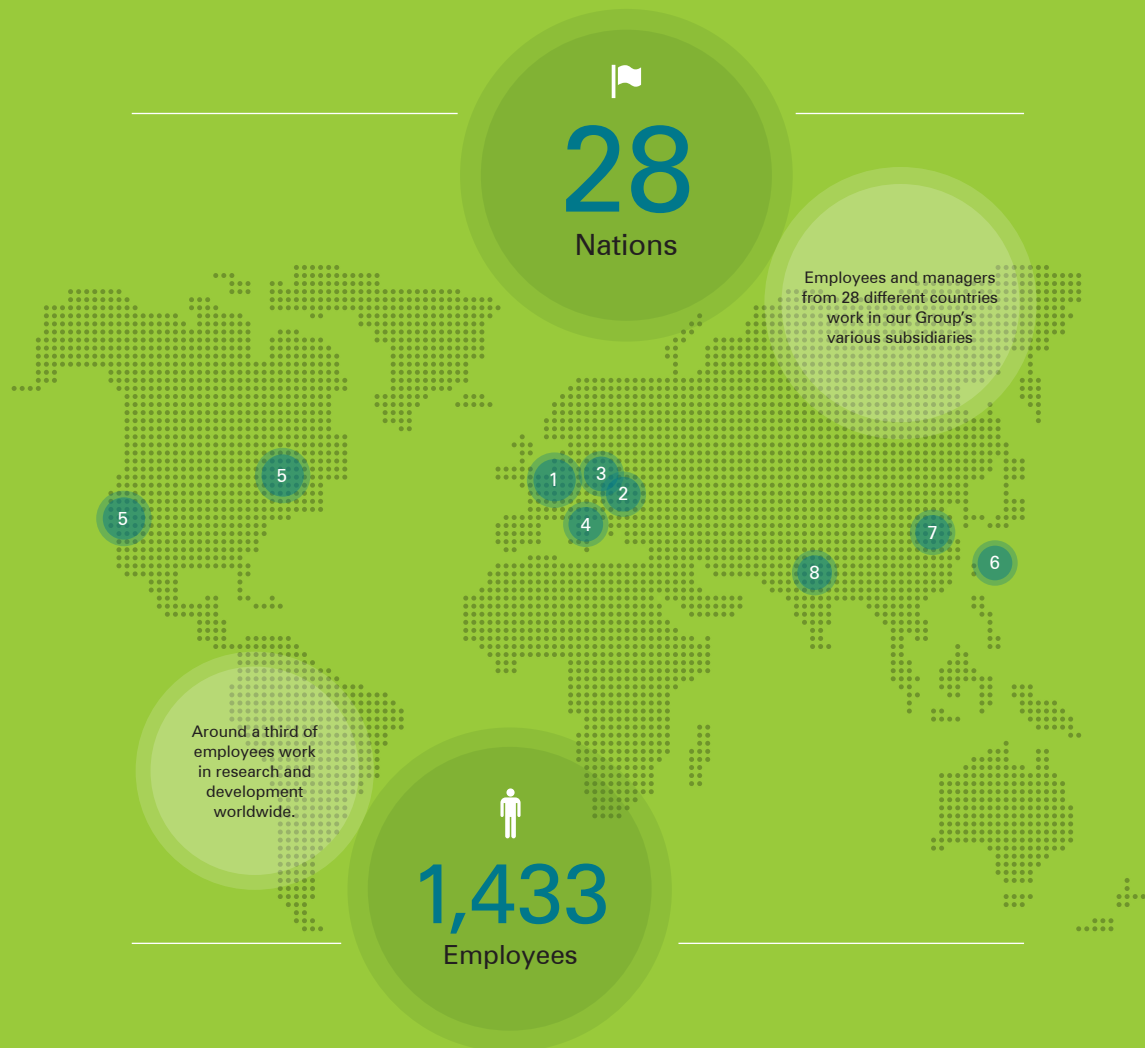 28
Nations
Employees and managers
from 28 different countries
work in our Group's
various subsidiaries
5
5
1
3
2
4
7
6
8
Around a third of
employees work
in research and
development
worldwide.
1,433
Employees